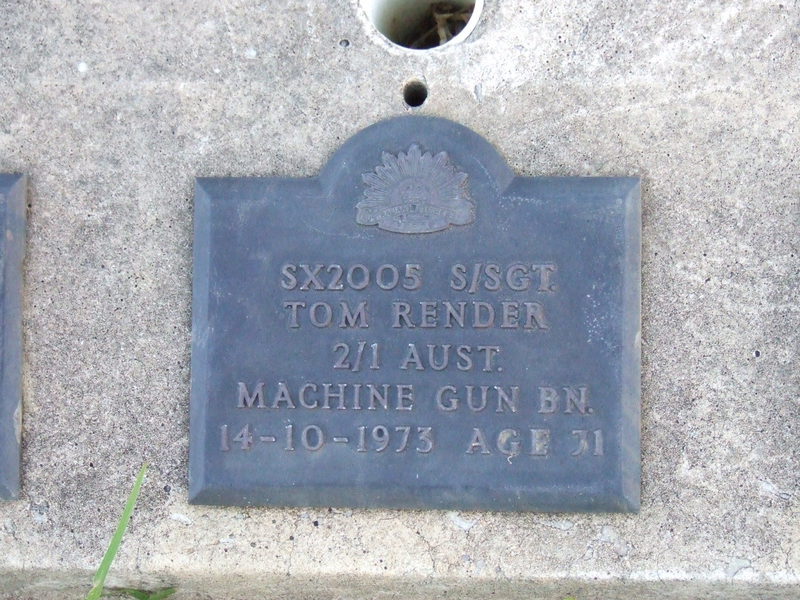 SX2005 S/SGT.
TOM RENDER
2/1 AUST.
MACHINE GUN BN.
14-10-1973 AGE 71